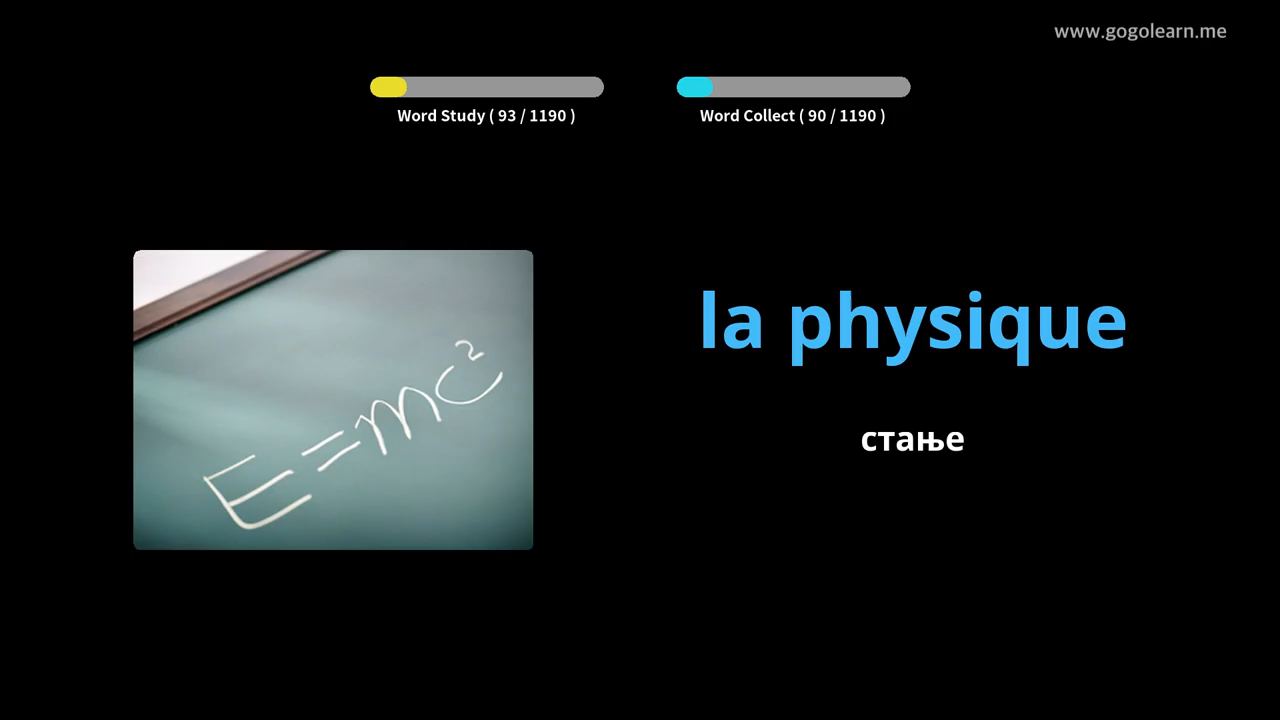 www.gogolearn.me
Word Study ( 93 / 1190 )
Word Collect ( 90 / 1190 )
E=mc²
la physique
стање